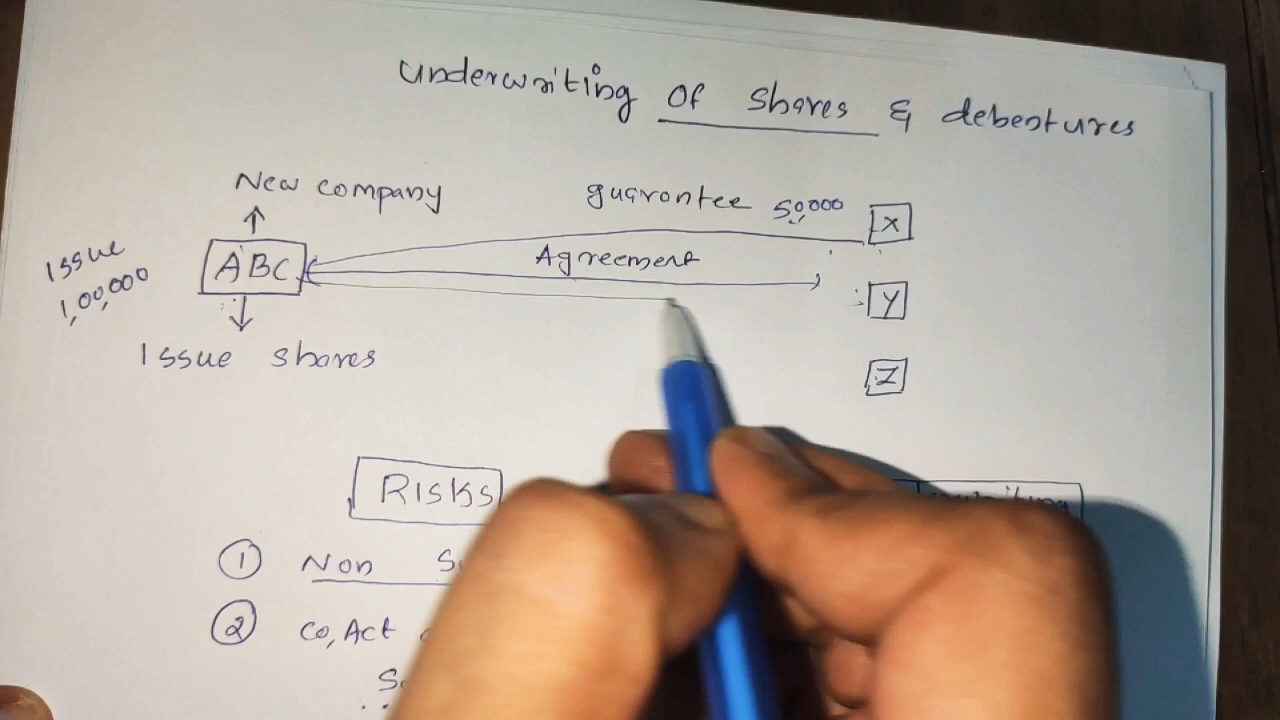 Underwriting of shares & debentures
New company
guarantee 50,000
X
Issue
1,00,000
ABC
Agreement
Y
Issue shares
Z
RISKS
① Non
② Co, Act